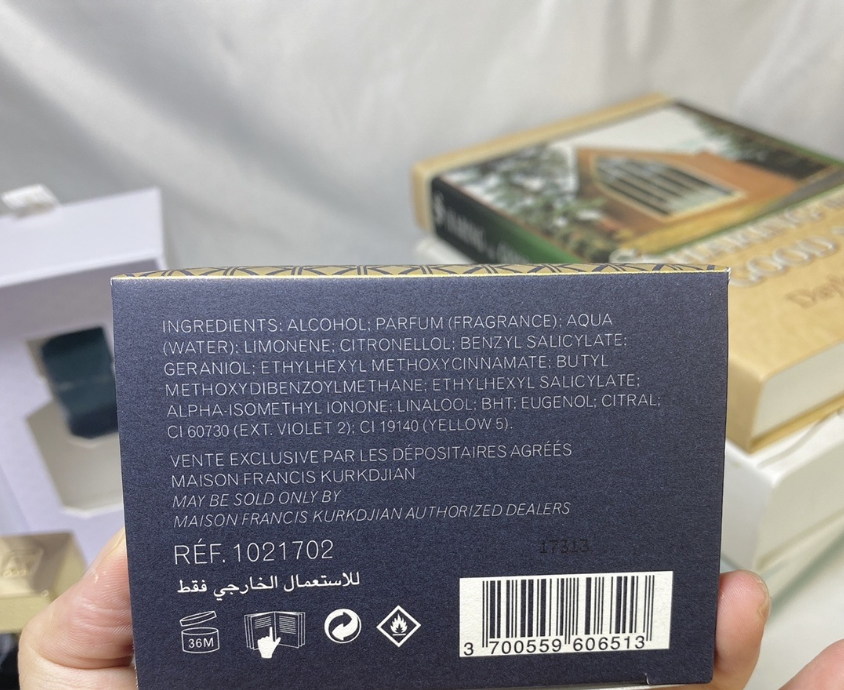 INGREDIENTS: ALCOHOL; PARFUM (FRAGRANCE); AQUA
(WATER); LIMONENE; CITRONELLOL; BENZYL SALICYLATE;
GERANIOL; ETHYLHEXYL METHOXYCINNAMATE; BUTYL
METHOXYDIBENZOYLMETHANE; ETHYLHEXYL SALICYLATE;
ALPHA-ISOMETHYL IONONE; LINALOOL; BHT; EUGENOL; CITRAL;
CI 60730 (EXT. VIOLET 2); CI 19140 (YELLOW 5).
VENTE EXCLUSIVE PAR LES DÉPOSITAIRES AGRÉÉS
MAISON FRANCIS KURKDJIAN
MAY BE SOLD ONLY BY
MAISON FRANCIS KURKDJIAN AUTHORIZED DEALERS
RÉF. 1021702
17313
للاستعمال الخارجي فقط
36M
3 700559 606513
GOOD